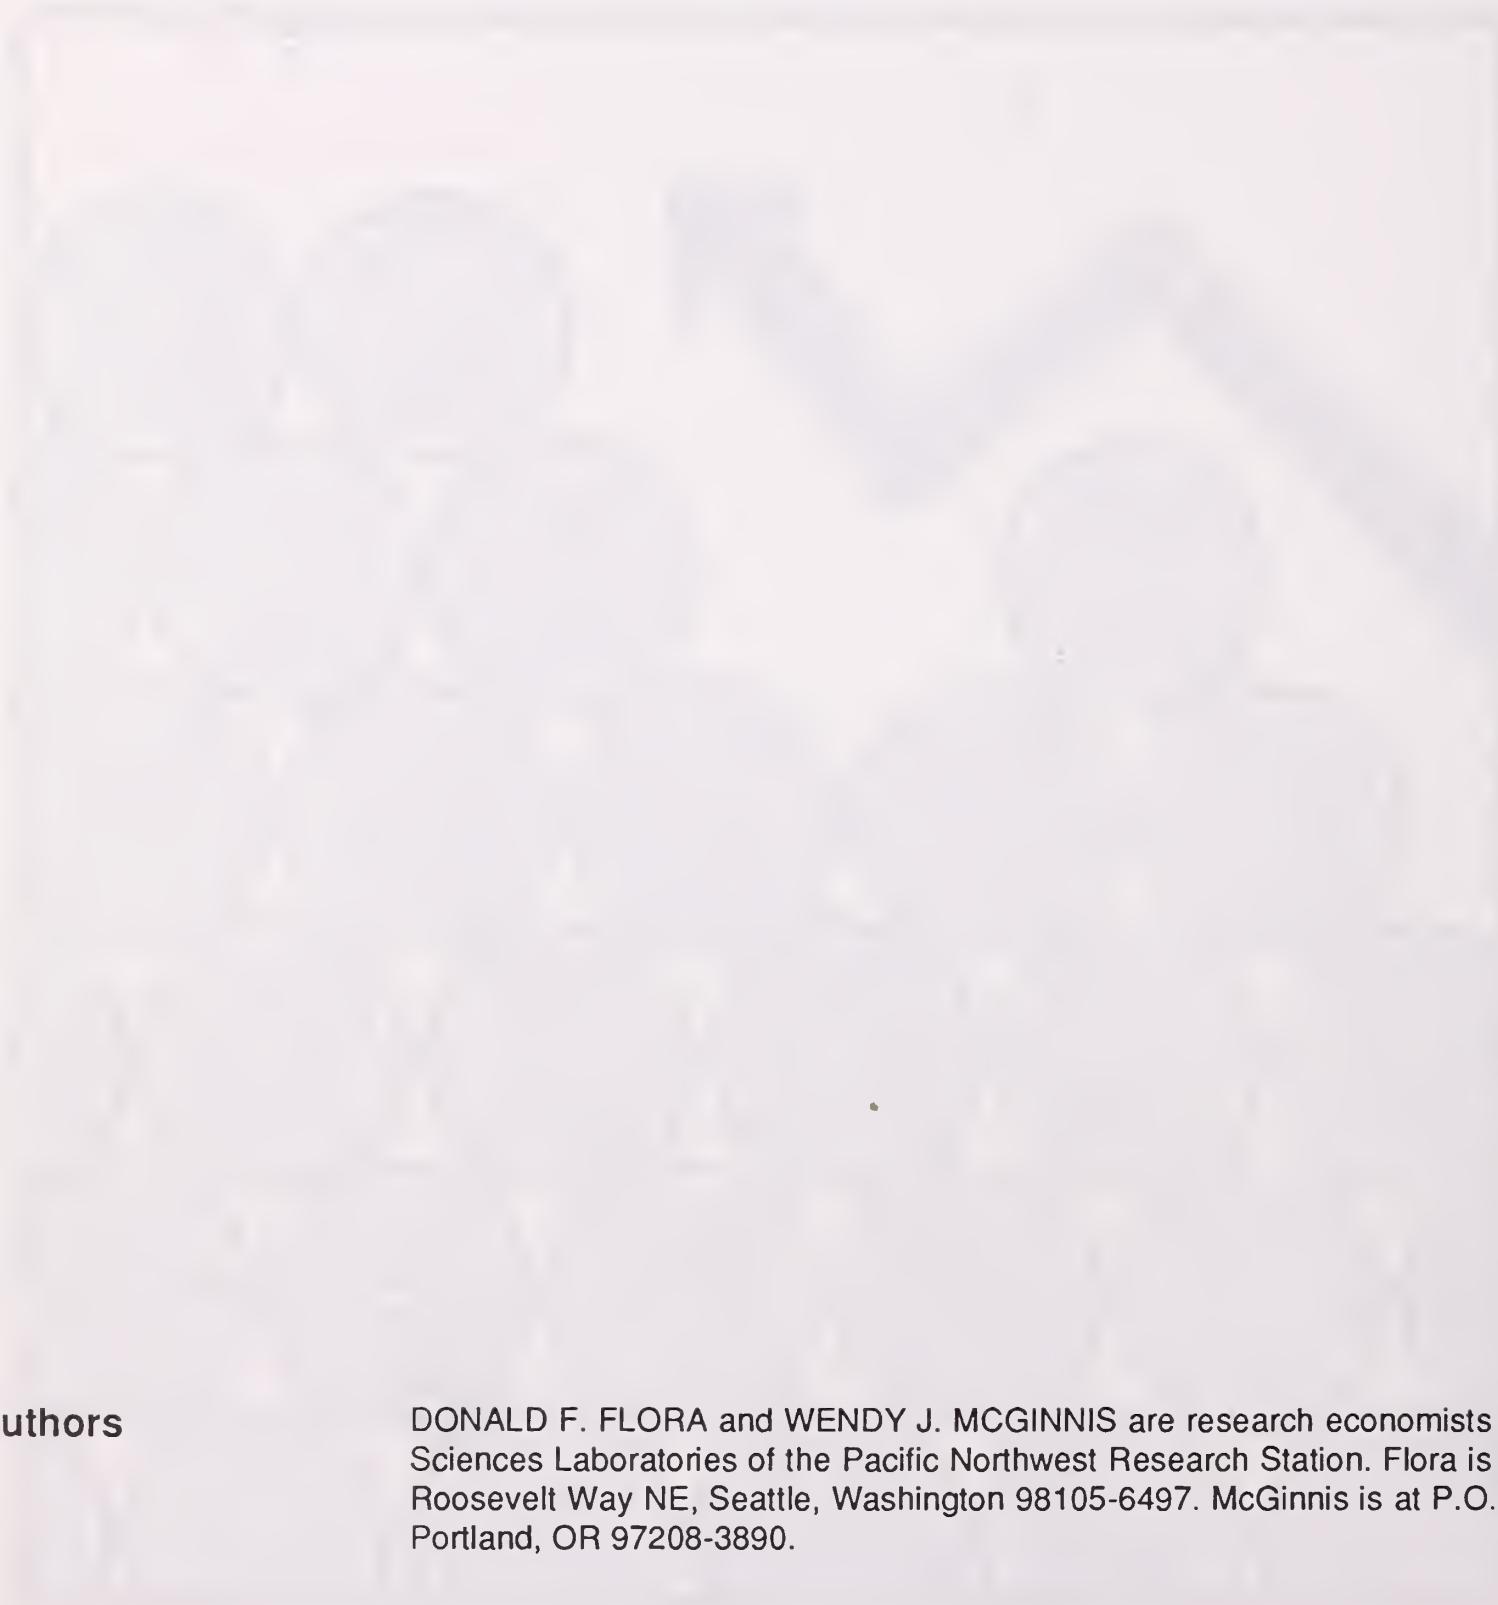 uthors
DONALD F. FLORA and WENDY J. MCGINNIS are research economists
Sciences Laboratories of the Pacific Northwest Research Station. Flora is
Roosevelt Way NE, Seattle, Washington 98105-6497. McGinnis is at P.O.
Portland, OR 97208-3890.